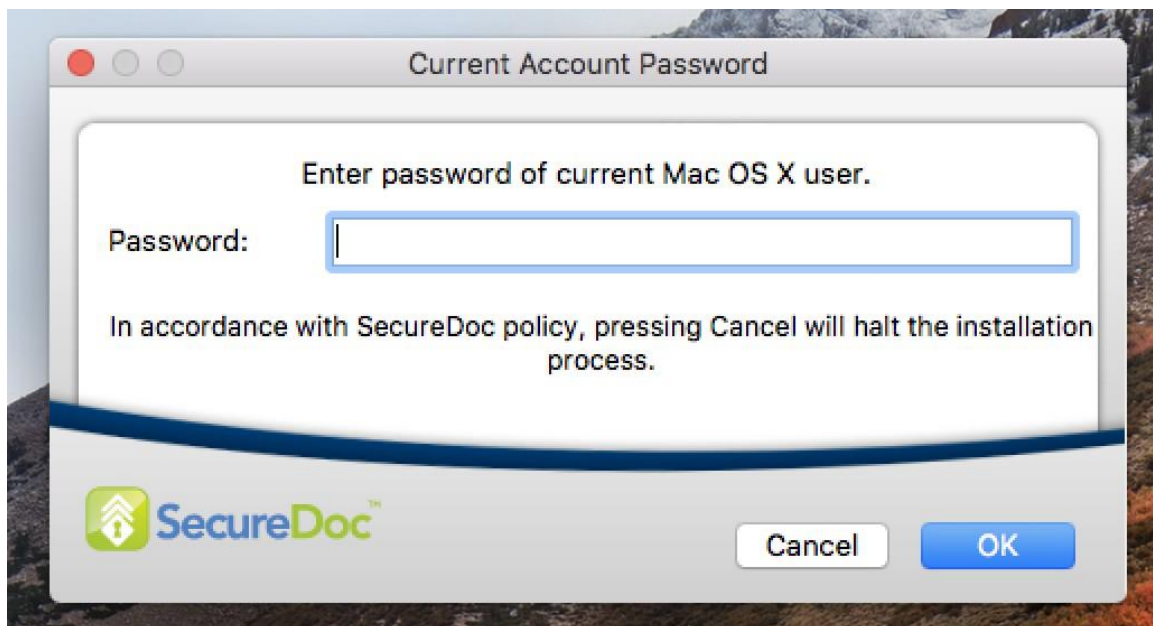 Current Account Password
Enter password of current Mac OS X user.
Password:
In accordance with SecureDoc policy, pressing Cancel will halt the installation
process.
SecureDoc™
Cancel
OK